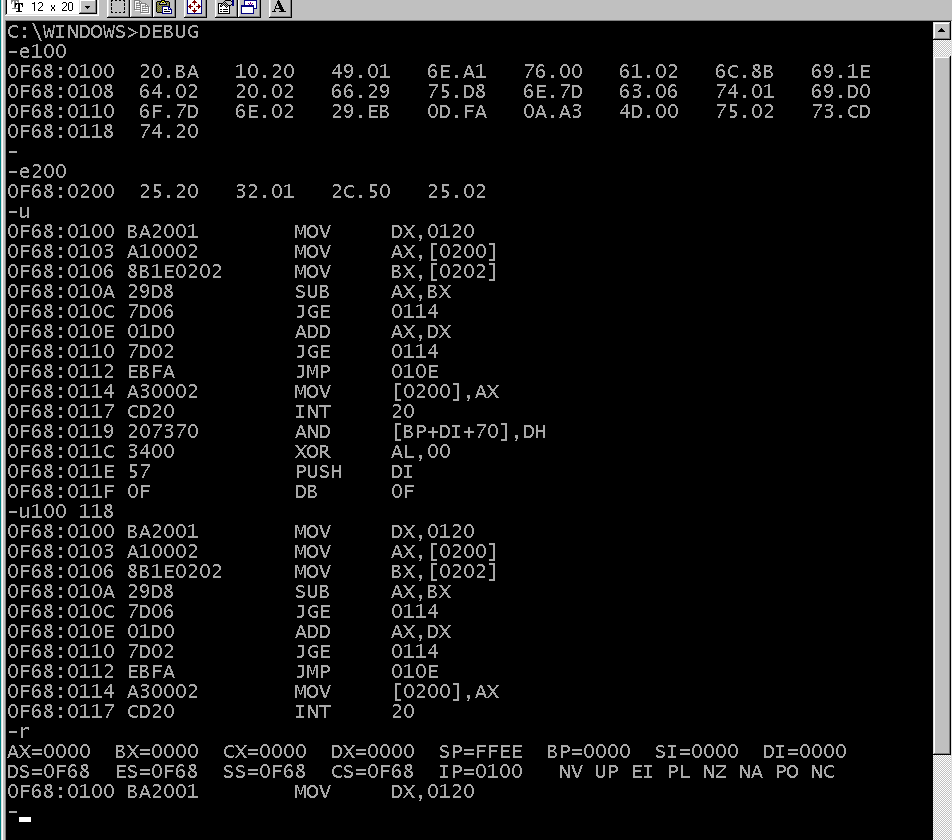 12 x 20
A
C:\WINDOWS>DEBUG
-e100
0F68:0100  20.BA   10.20   49.01   6E.A1   76.00   61.02   6C.8B   69.1E
0F68:0108  64.02   20.02   66.29   75.D8   6E.7D   63.06   74.01   69.D0
0F68:0110  6F.7D   6E.02   29.EB   0D.FA   0A.A3   4D.00   75.02   73.CD
0F68:0118  74.20
-
-e200
0F68:0200  25.20   32.01   2C.50   25.02
-u
0F68:0100 BA2001        MOV     DX,0120
0F68:0103 A10002        MOV     AX,[0200]
0F68:0106 8B1E0202      MOV     BX,[0202]
0F68:010A 29D8          SUB     AX,BX
0F68:010C 7D06          JGE     0114
0F68:010E 01D0          ADD     AX,DX
0F68:0110 7D02          JGE     0114
0F68:0112 EBFA          JMP     010E
0F68:0114 A30002        MOV     [0200],AX
0F68:0117 CD20          INT     20
0F68:0119 207370        AND     [BP+DI+70],DH
0F68:011C 3400          XOR     AL,00
0F68:011E 57            PUSH    DI
0F68:011F 0F            DB      0F
-u100 118
0F68:0100 BA2001        MOV     DX,0120
0F68:0103 A10002        MOV     AX,[0200]
0F68:0106 8B1E0202      MOV     BX,[0202]
0F68:010A 29D8          SUB     AX,BX
0F68:010C 7D06          JGE     0114
0F68:010E 01D0          ADD     AX,DX
0F68:0110 7D02          JGE     0114
0F68:0112 EBFA          JMP     010E
0F68:0114 A30002        MOV     [0200],AX
0F68:0117 CD20          INT     20
-r
AX=0000  BX=0000  CX=0000  DX=0000  SP=FFEE  BP=0000  SI=0000  DI=0000
DS=0F68  ES=0F68  SS=0F68  CS=0F68  IP=0100   NV UP EI PL NZ NA PO NC
0F68:0100 BA2001        MOV     DX,0120
-